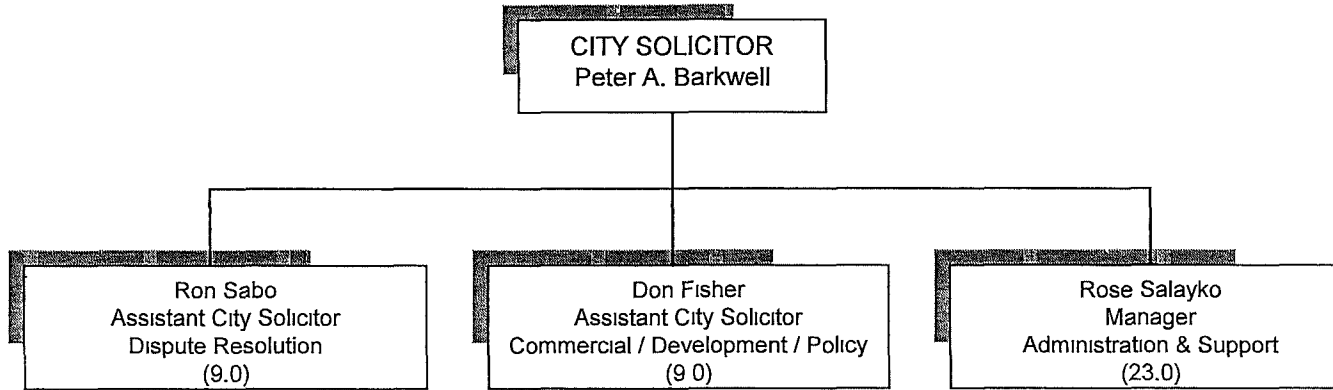 CITY SOLICITOR
Peter A. Barkwell
Ron Sabo
Assistant City Solicitor
Dispute Resolution
(9.0)
Don Fisher
Assistant City Solicitor
Commercial / Development / Policy
(9 0)
Rose Salayko
Manager
Administration & Support
(23.0)